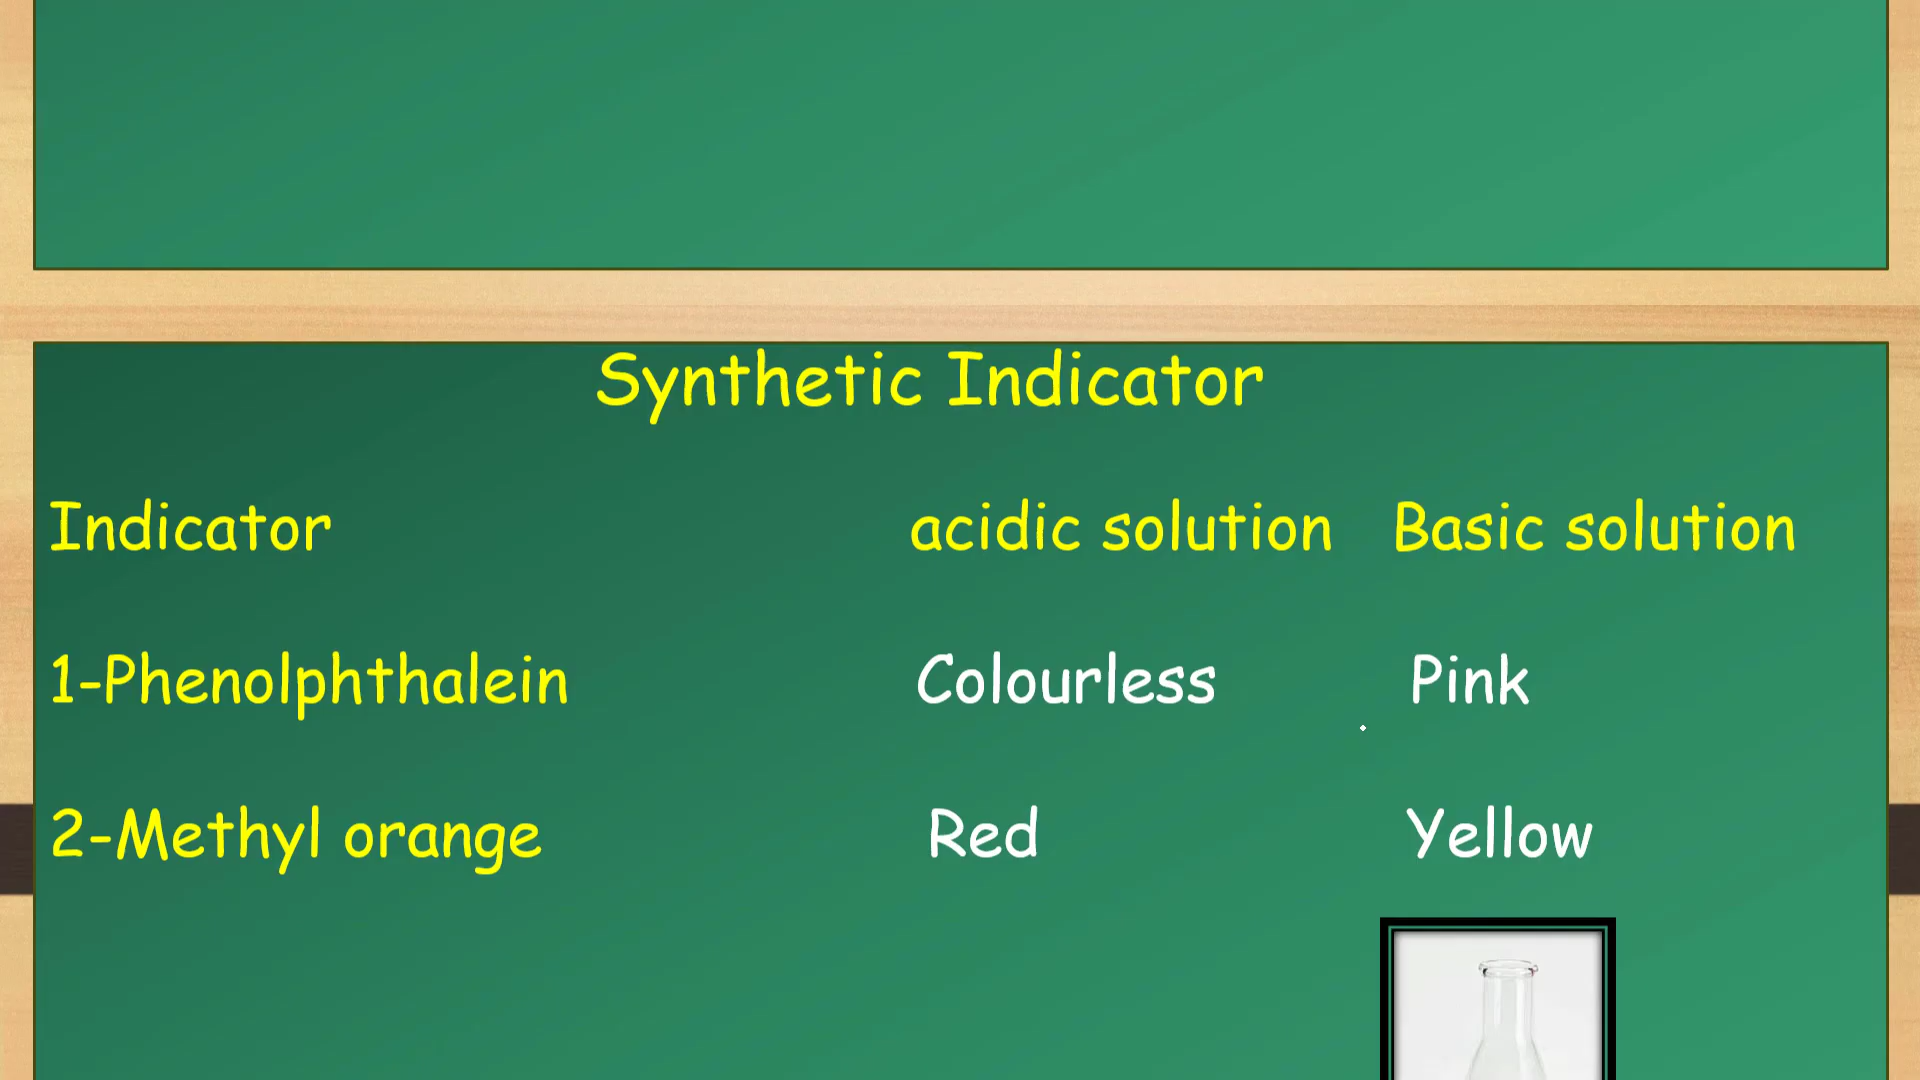 Synthetic Indicator
Indicator acidic solution Basic solution
1-Phenolphthalein Colourless Pink
2-Methyl orange Red Yellow